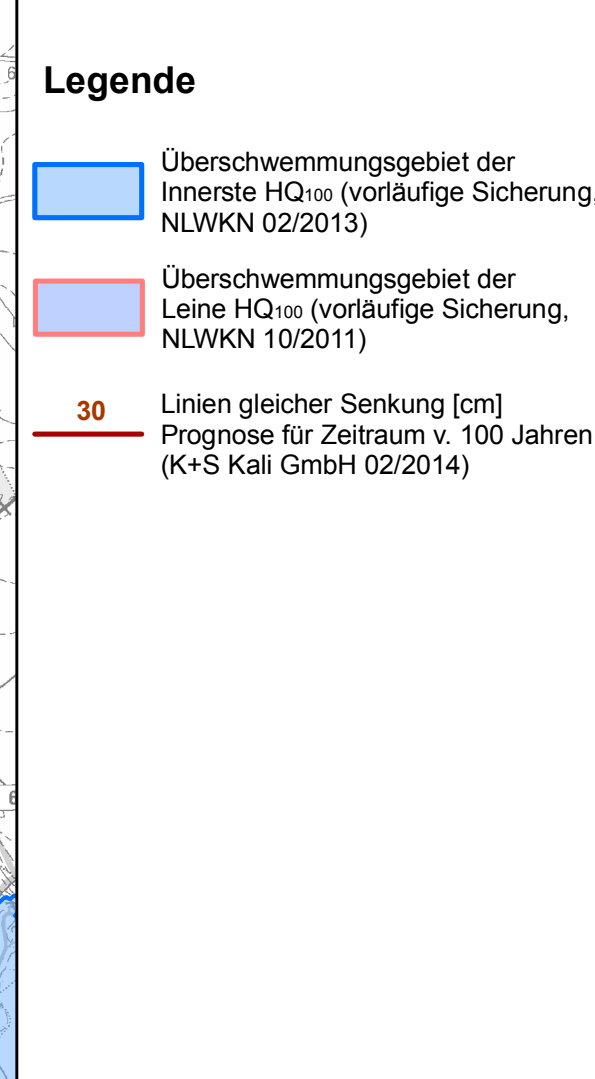 Legende
Überschwemmungsgebiet der
Innerste HQ100 (vorläufige Sicherung,
NLWKN 02/2013)
Überschwemmungsgebiet der
Leine HQ100 (vorläufige Sicherung,
NLWKN 10/2011)
30
Linien gleicher Senkung [cm]
Prognose für Zeitraum v. 100 Jahren
(K+S Kali GmbH 02/2014)